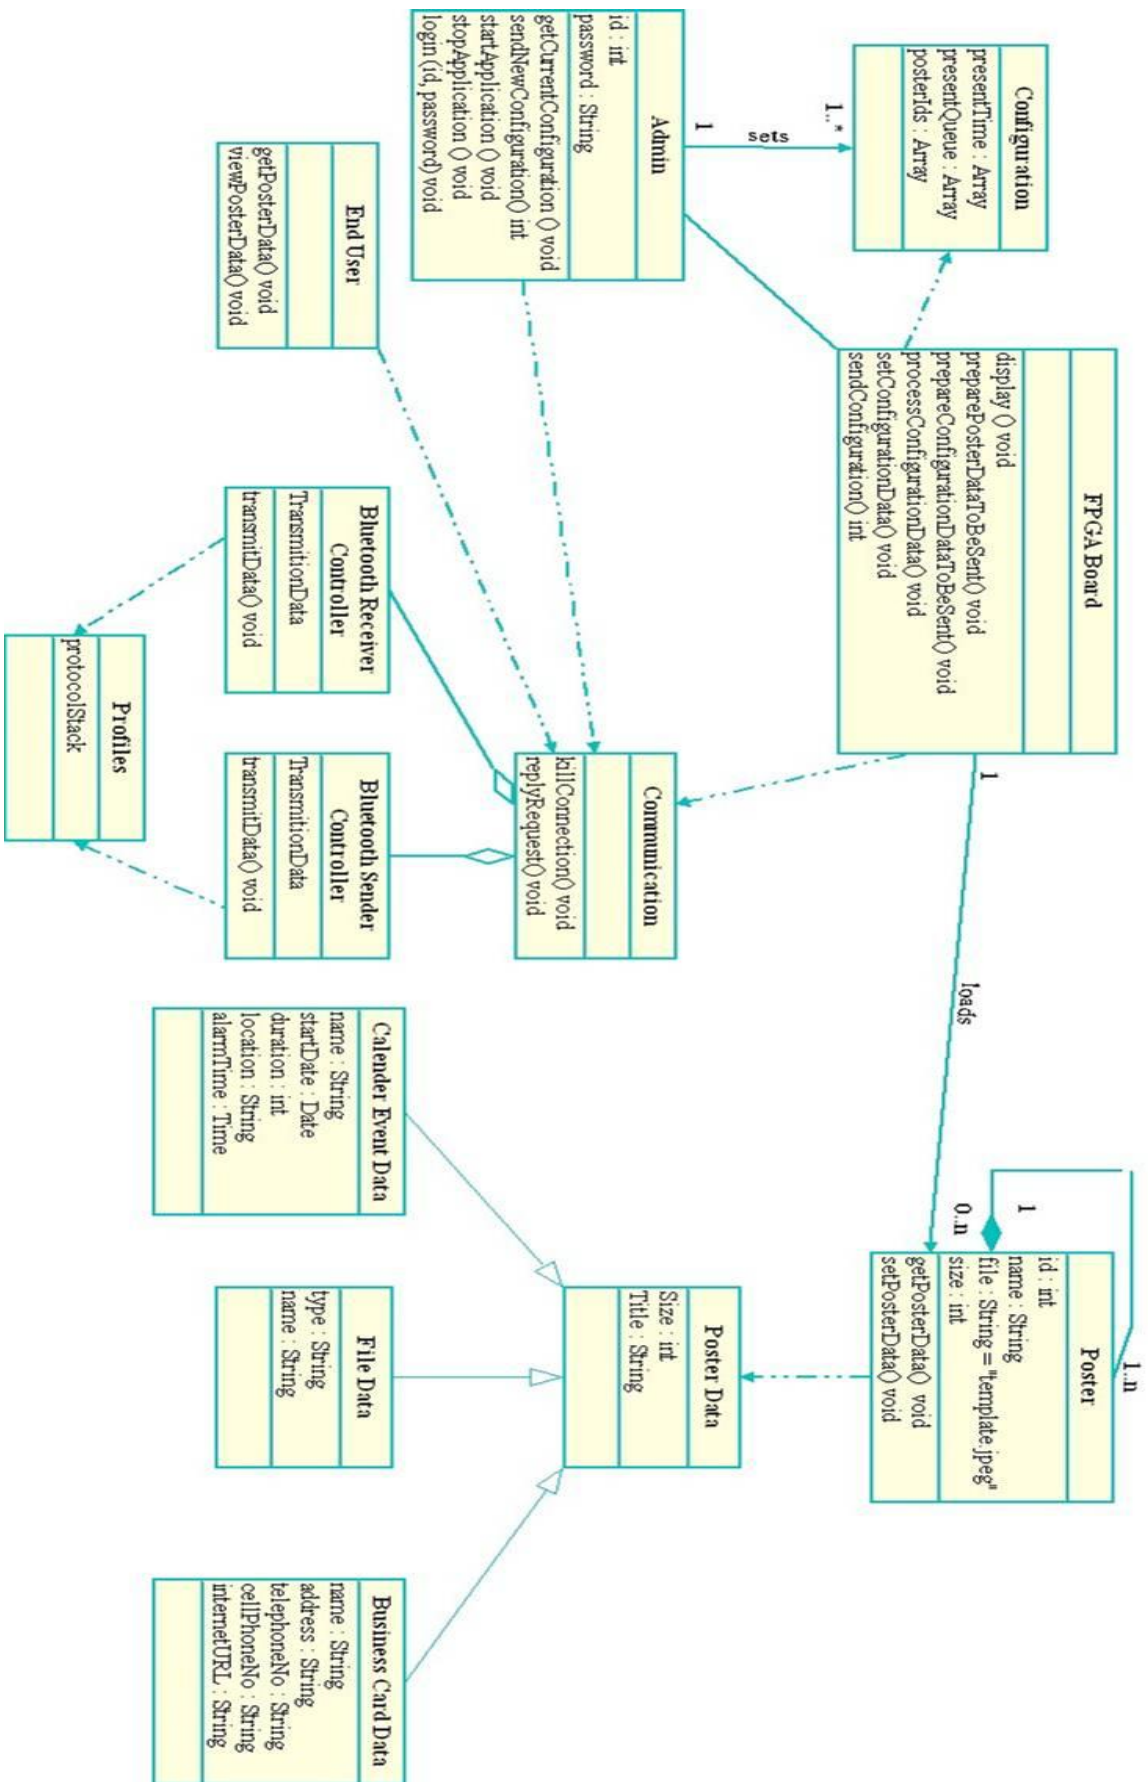 Configuration
presentTime : Array
presentQueue : Array
posterIds : Array
FPGA Board
display () void
preparePosterDataToBeSent() void
prepareConfigurationDataToBeSent() void
processConfigurationData() void
setConfigurationData() void
sendConfiguration() int
1..n
Poster
id : int
name : String
file : String = "template.jpeg"
size : int
getPosterData() void
setPosterData() void
1
0..n
1
loads
1..*
sets
1
Admin
id : int
password : String
getCurrentConfiguration () void
sendNewConfiguration() int
startApplication () void
stopApplication () void
login (id, password) void
Communication
killConnection() void
replyRequest() void
Poster Data
Size : int
Title : String
End User
getPosterData() void
viewPosterData() void
Bluetooth Receiver
Controller
TransmitionData
transmitData() void
Bluetooth Sender
Controller
TransmitionData
transmitData() void
Calender Event Data
name : String
startDate : Date
duration : int
location : String
alarmTime : Time
File Data
type : String
name : String
Business Card Data
name : String
address : String
telephoneNo : String
cellPhoneNo : String
internetURL : String
Profiles
protocolStack